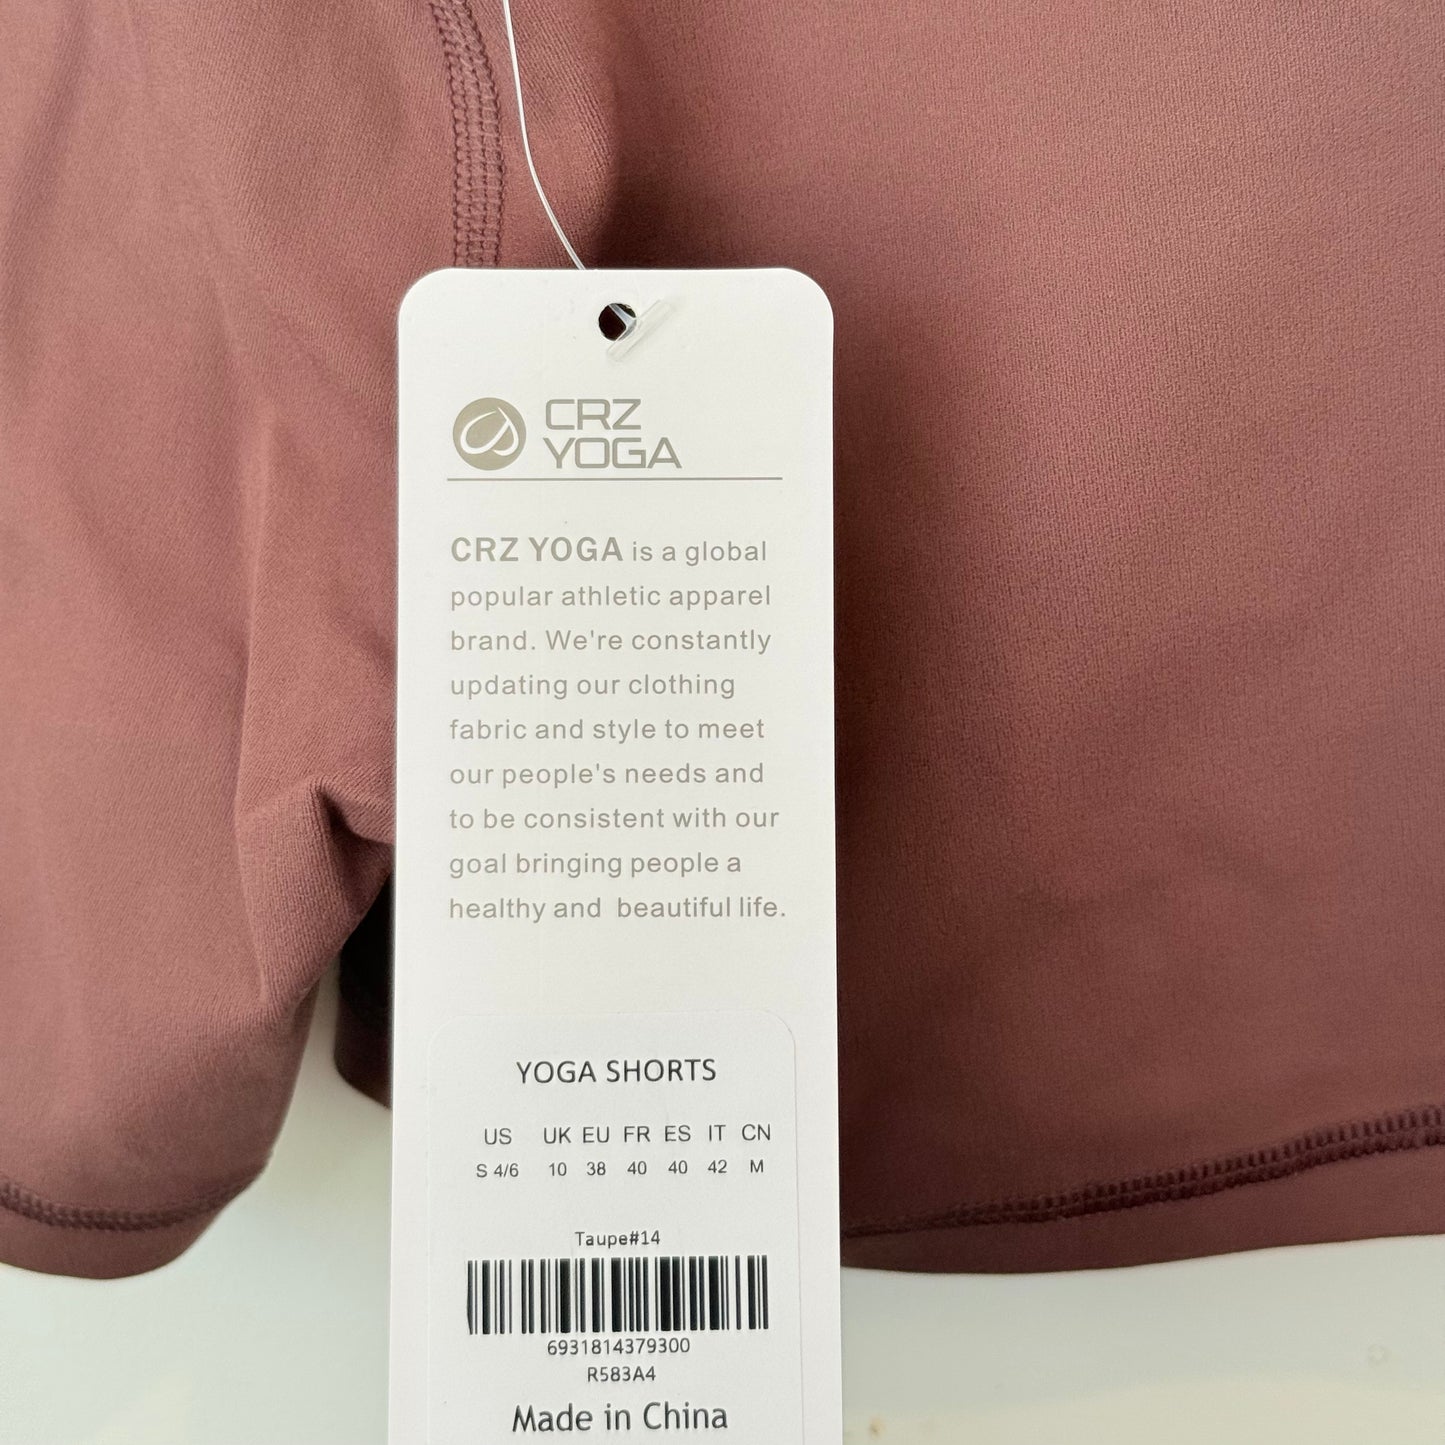 CRZ
YOGA
CRZ YOGA is a global
popular athletic apparel
brand. We're constantly
updating our clothing
fabric and style to meet
our people's needs and
to be consistent with our
goal bringing people a
healthy and beautiful life.
YOGA SHORTS
US UK EU FR ES IT CN
S 4/6 10 38 40 40 42 M
Taupe#14
6931814379300
R583A4
Made in China